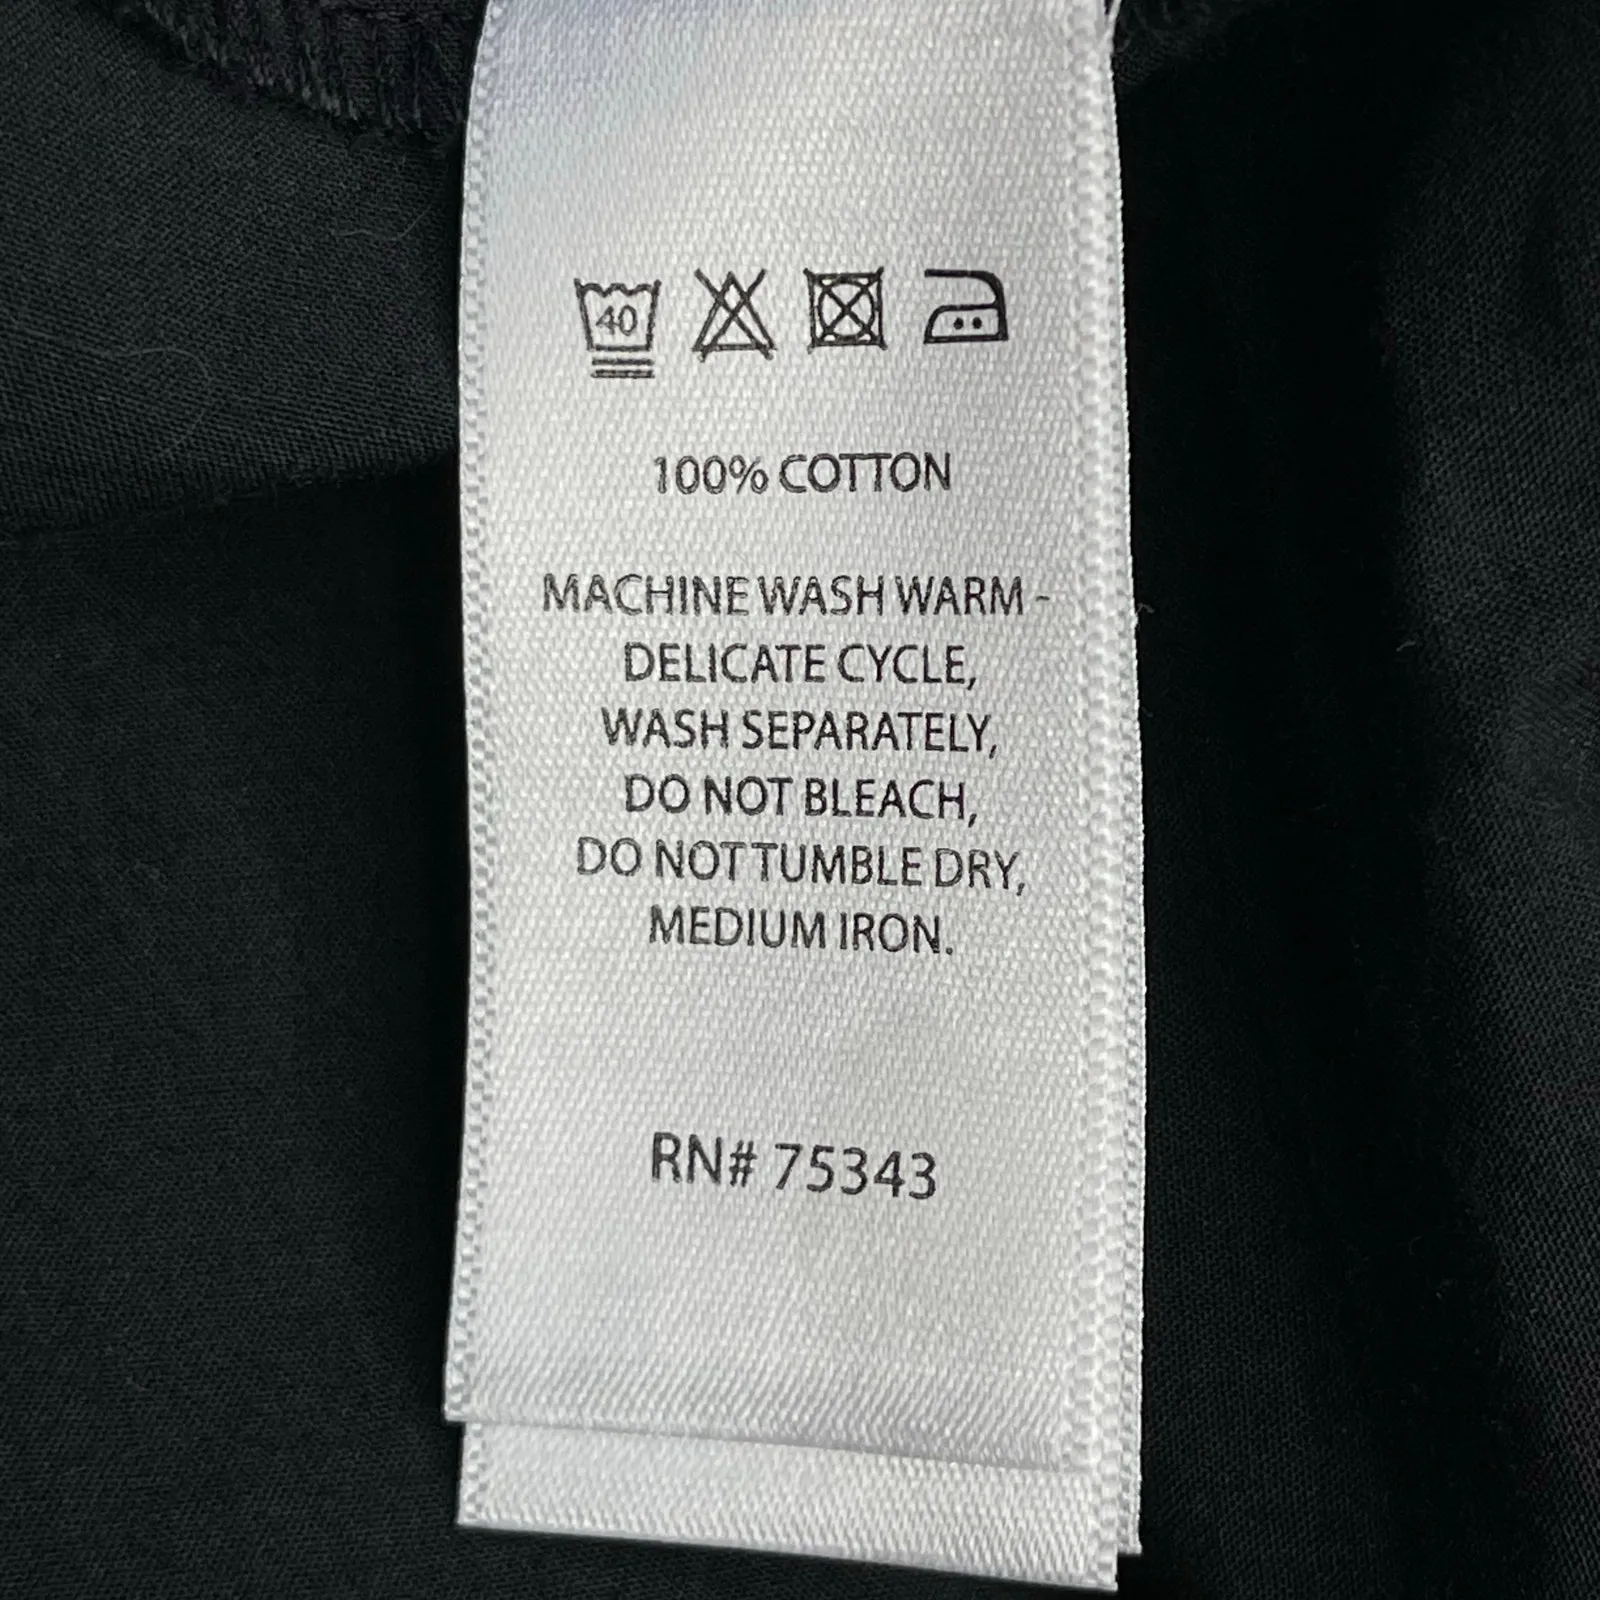 40
100% COTTON
MACHINE WASH WARM -
DELICATE CYCLE,
WASH SEPARATELY,
DO NOT BLEACH,
DO NOT TUMBLE DRY,
MEDIUM IRON.
RN# 75343